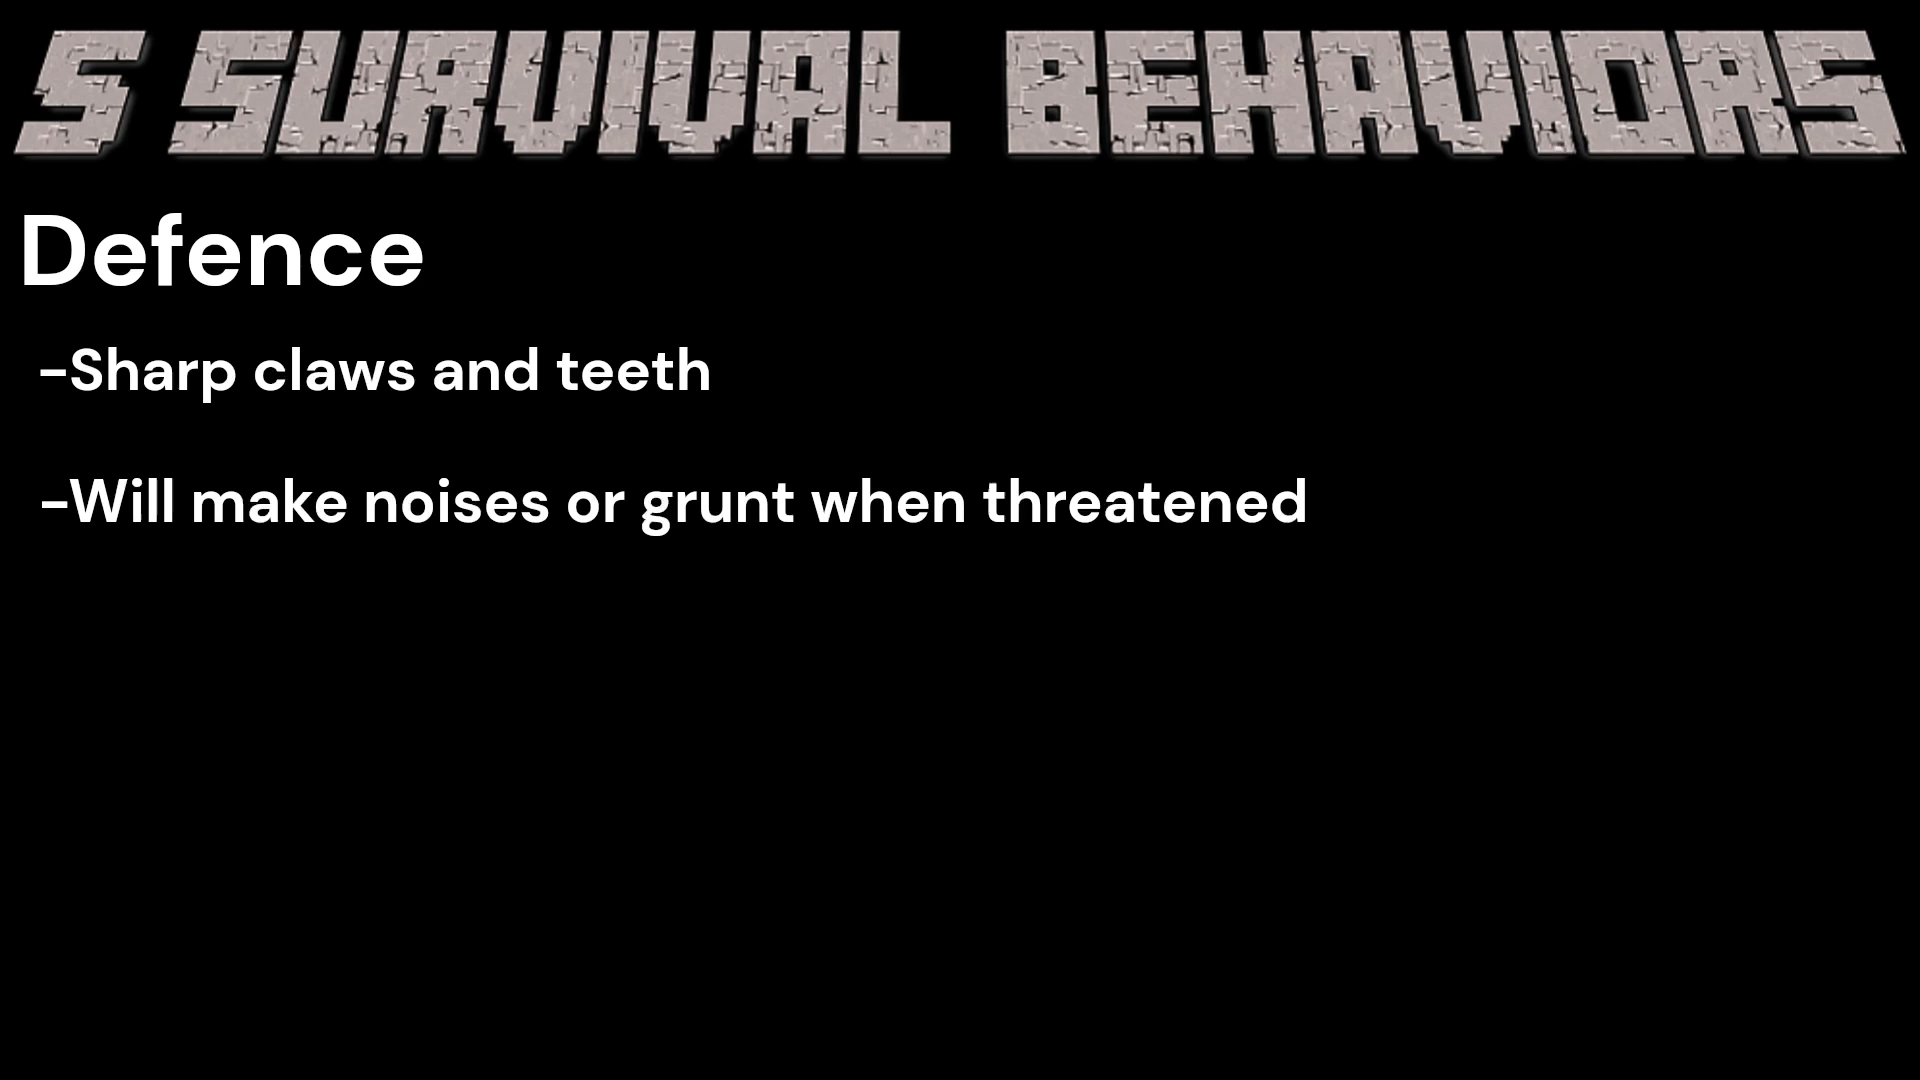 5 SURVIVAL BEHAVIORS
Defence
-Sharp claws and teeth
-Will make noises or grunt when threatened